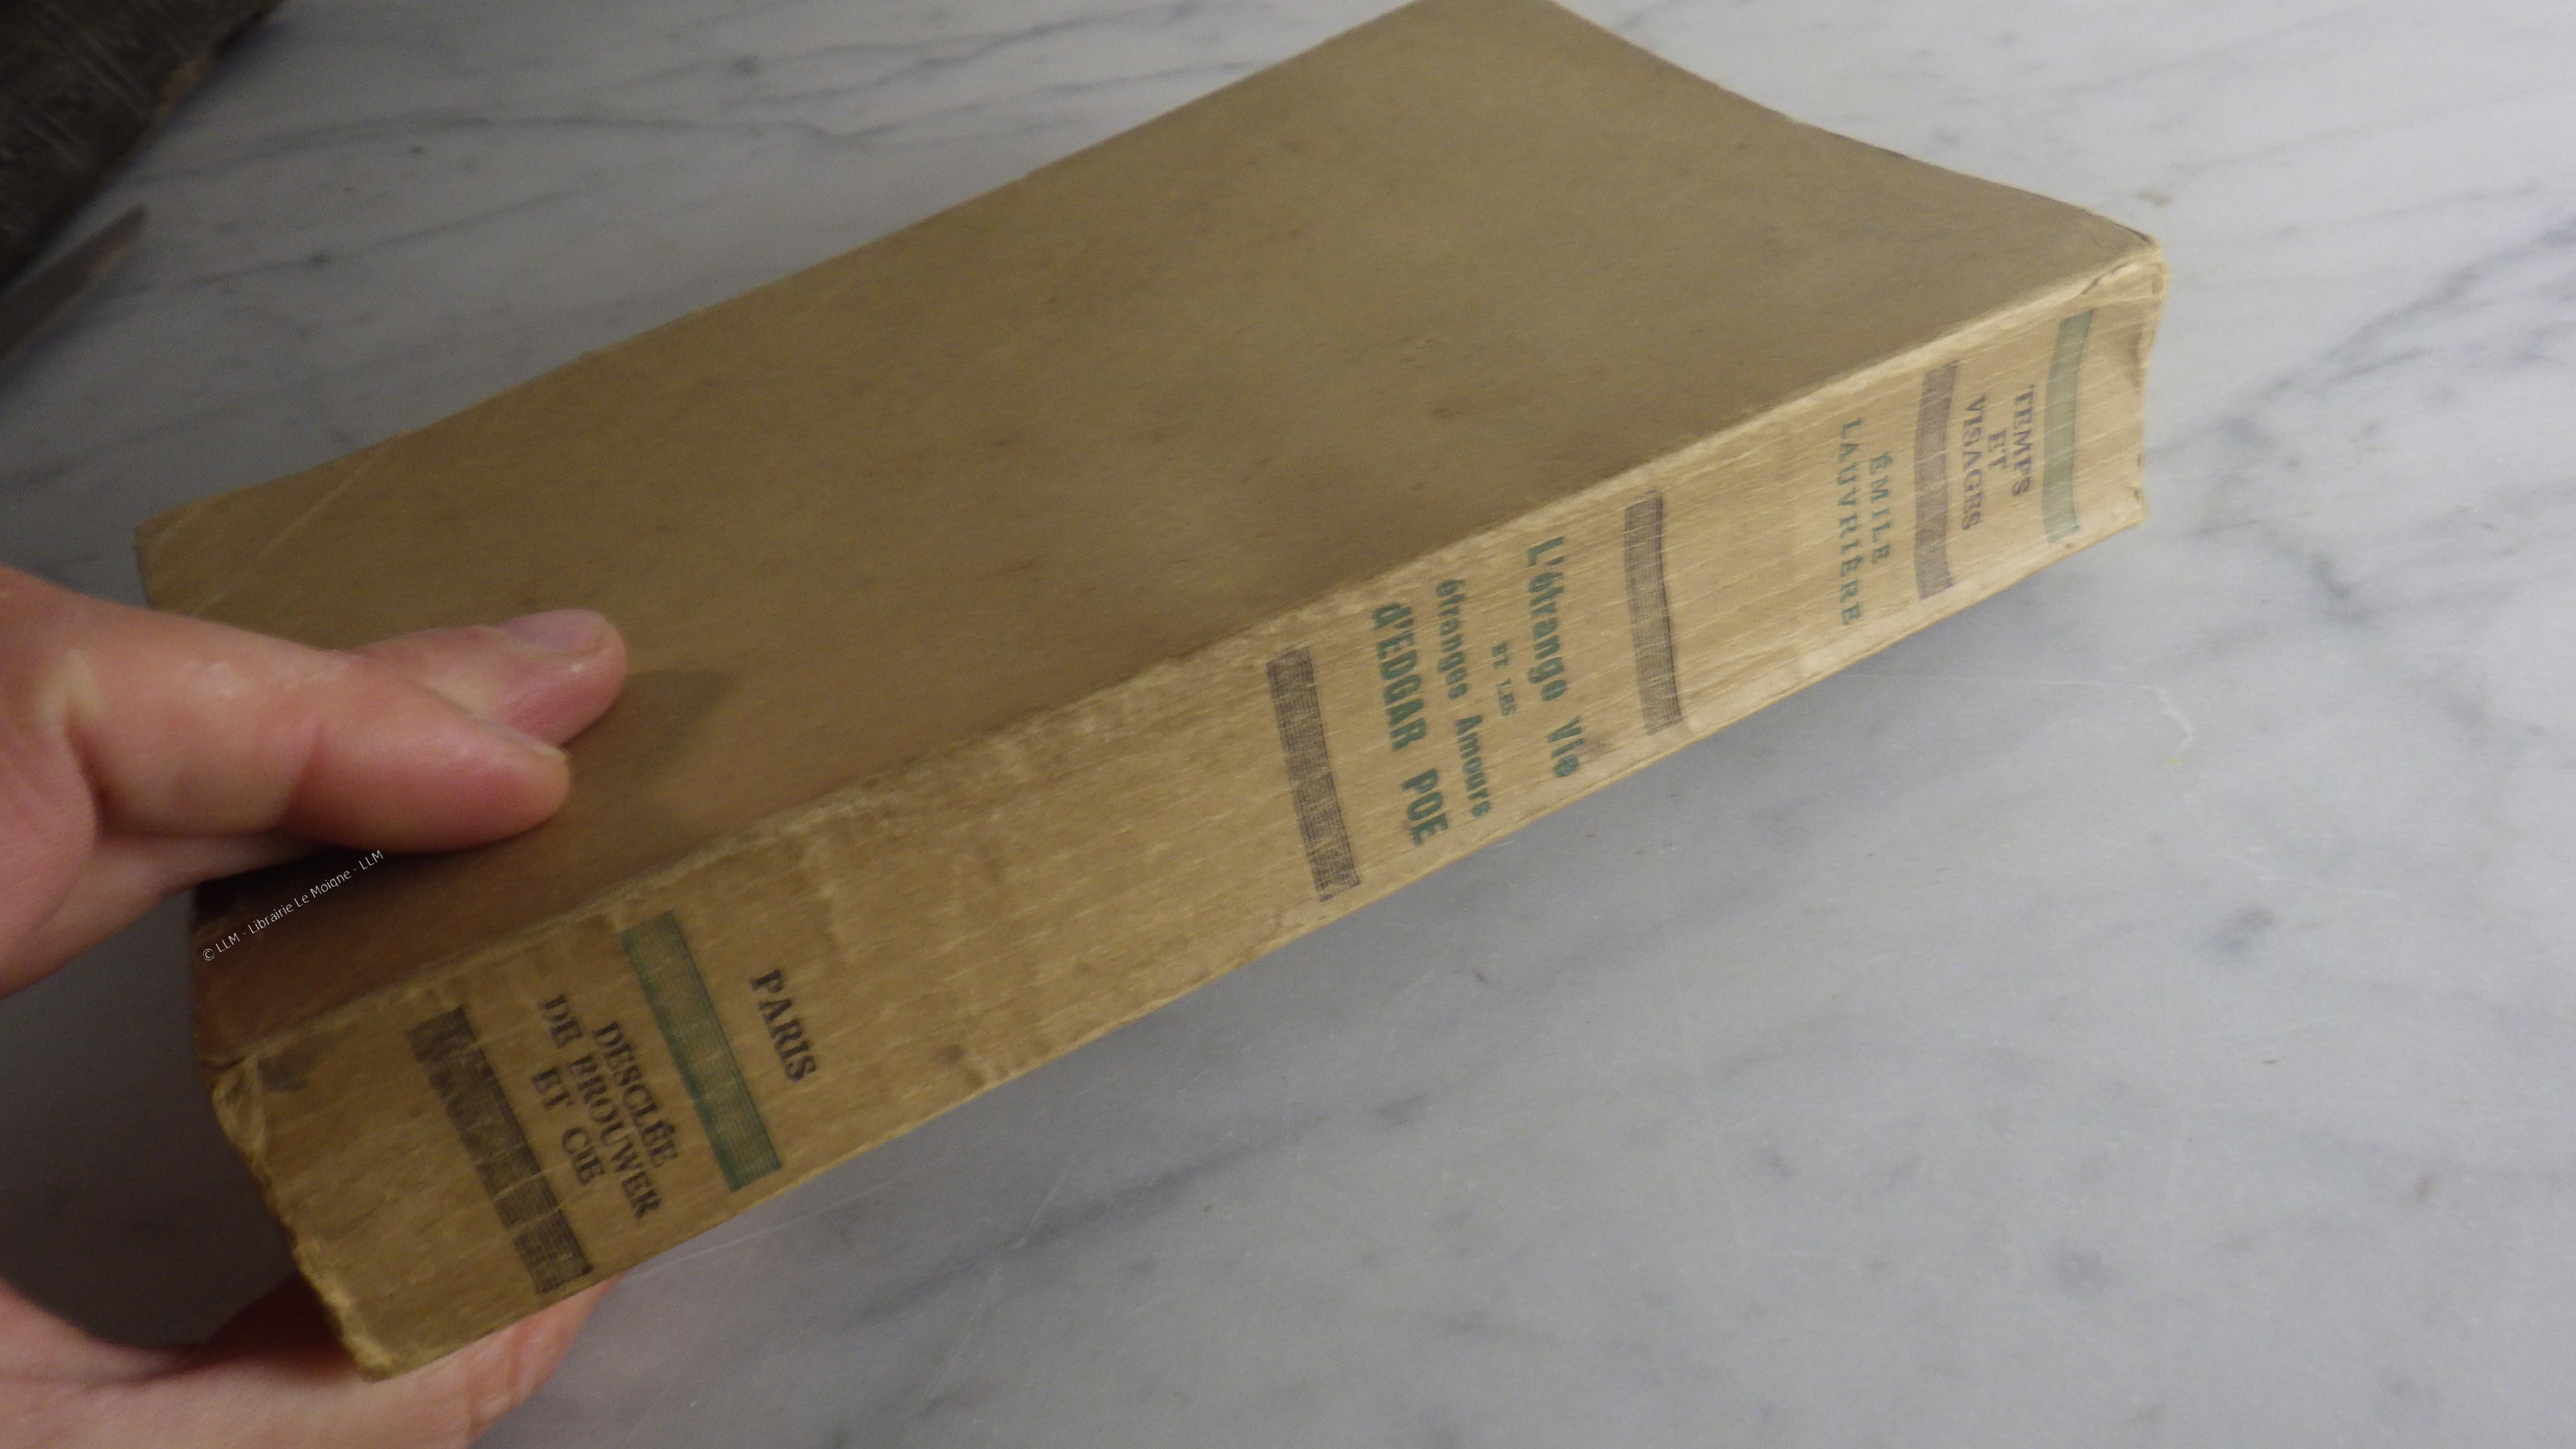 TEMPS
ET
VISAGES
ÉMILE
LAUVRIÈRE
L'étrange Vie
ET LES
étranges Amours
d'EDGAR POE
PARIS
DESCLÉE
DE BROUWER
ET CIE
© LLM - Librairie Le Moigne - LLM